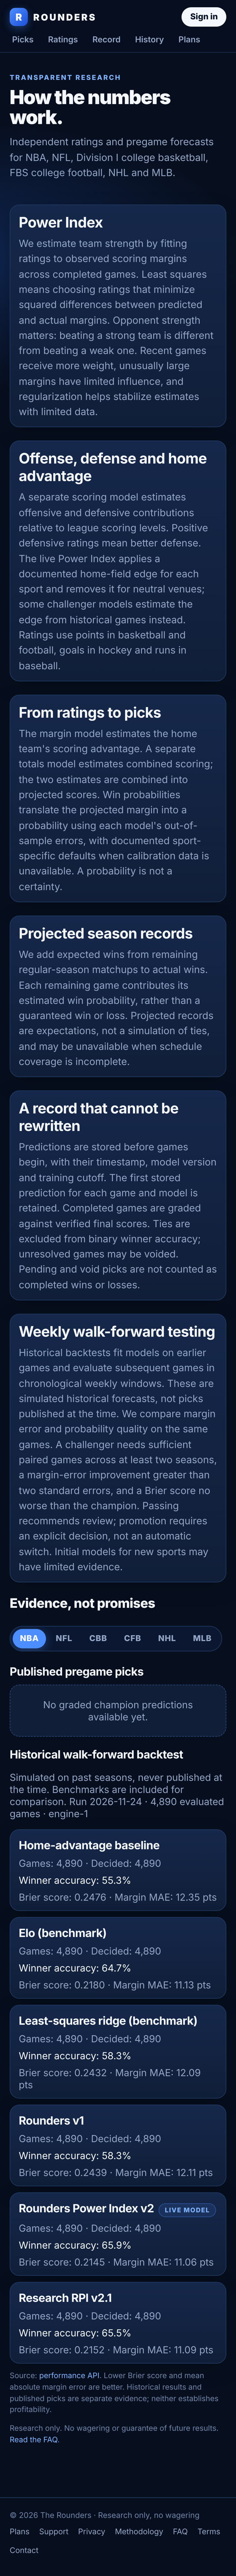 R ROUNDERS
Sign in
Picks Ratings Record History Plans
TRANSPARENT RESEARCH
How the numbers
work.
Independent ratings and pregame forecasts
for NBA, NFL, Division I college basketball,
FBS college football, NHL and MLB.
Power Index
We estimate team strength by fitting
ratings to observed scoring margins
across completed games. Least squares
means choosing ratings that minimize
squared differences between predicted
and actual margins. Opponent strength
matters: beating a strong team is different
from beating a weak one. Recent games
receive more weight, unusually large
margins have limited influence, and
regularization helps stabilize estimates
with limited data.
Offense, defense and home
advantage
A separate scoring model estimates
offensive and defensive contributions
relative to league scoring levels. Positive
defensive ratings mean better defense.
The live Power Index applies a
documented home-field edge for each
sport and removes it for neutral venues;
some challenger models estimate the
edge from historical games instead.
Ratings use points in basketball and
football, goals in hockey and runs in
baseball.
From ratings to picks
The margin model estimates the home
team's scoring advantage. A separate
totals model estimates combined scoring;
the two estimates are combined into
projected scores. Win probabilities
translate the projected margin into a
probability using each model's out-of-
sample errors, with documented sport-
specific defaults when calibration data is
unavailable. A probability is not a
certainty.
Projected season records
We add expected wins from remaining
regular-season matchups to actual wins.
Each remaining game contributes its
estimated win probability, rather than a
guaranteed win or loss. Projected records
are expectations, not a simulation of ties,
and may be unavailable when schedule
coverage is incomplete.
A record that cannot be
rewritten
Predictions are stored before games
begin, with their timestamp, model version
and training cutoff. The first stored
prediction for each game and model is
retained. Completed games are graded
against verified final scores. Ties are
excluded from binary winner accuracy;
unresolved games may be voided.
Pending and void picks are not counted as
completed wins or losses.
Weekly walk-forward testing
Historical backtests fit models on earlier
games and evaluate subsequent games in
chronological weekly windows. These are
simulated historical forecasts, not picks
published at the time. We compare margin
error and probability quality on the same
games. A challenger needs sufficient
paired games across at least two seasons,
a margin-error improvement greater than
two standard errors, and a Brier score no
worse than the champion. Passing
recommends review; promotion requires
an explicit decision, not an automatic
switch. Initial models for new sports may
have limited evidence.
Evidence, not promises
NBA NFL CBB CFB NHL MLB
Published pregame picks
No graded champion predictions
available yet.
Historical walk-forward backtest
Simulated on past seasons, never published at
the time. Benchmarks are included for
comparison. Run 2026-11-24 · 4,890 evaluated
games · engine-1
Home-advantage baseline
Games: 4,890 · Decided: 4,890
Winner accuracy: 55.3%
Brier score: 0.2476 · Margin MAE: 12.35 pts
Elo (benchmark)
Games: 4,890 · Decided: 4,890
Winner accuracy: 64.7%
Brier score: 0.2180 · Margin MAE: 11.13 pts
Least-squares ridge (benchmark)
Games: 4,890 · Decided: 4,890
Winner accuracy: 58.3%
Brier score: 0.2432 · Margin MAE: 12.09
pts
Rounders v1
Games: 4,890 · Decided: 4,890
Winner accuracy: 58.3%
Brier score: 0.2439 · Margin MAE: 12.11 pts
Rounders Power Index v2 LIVE MODEL
Games: 4,890 · Decided: 4,890
Winner accuracy: 65.9%
Brier score: 0.2145 · Margin MAE: 11.06 pts
Research RPI v2.1
Games: 4,890 · Decided: 4,890
Winner accuracy: 65.5%
Brier score: 0.2152 · Margin MAE: 11.09 pts
Source: performance API. Lower Brier score and mean
absolute margin error are better. Historical results and
published picks are separate evidence; neither establishes
profitability.
Research only. No wagering or guarantee of future results.
Read the FAQ.
© 2026 The Rounders · Research only, no wagering
Plans Support Privacy Methodology FAQ Terms
Contact